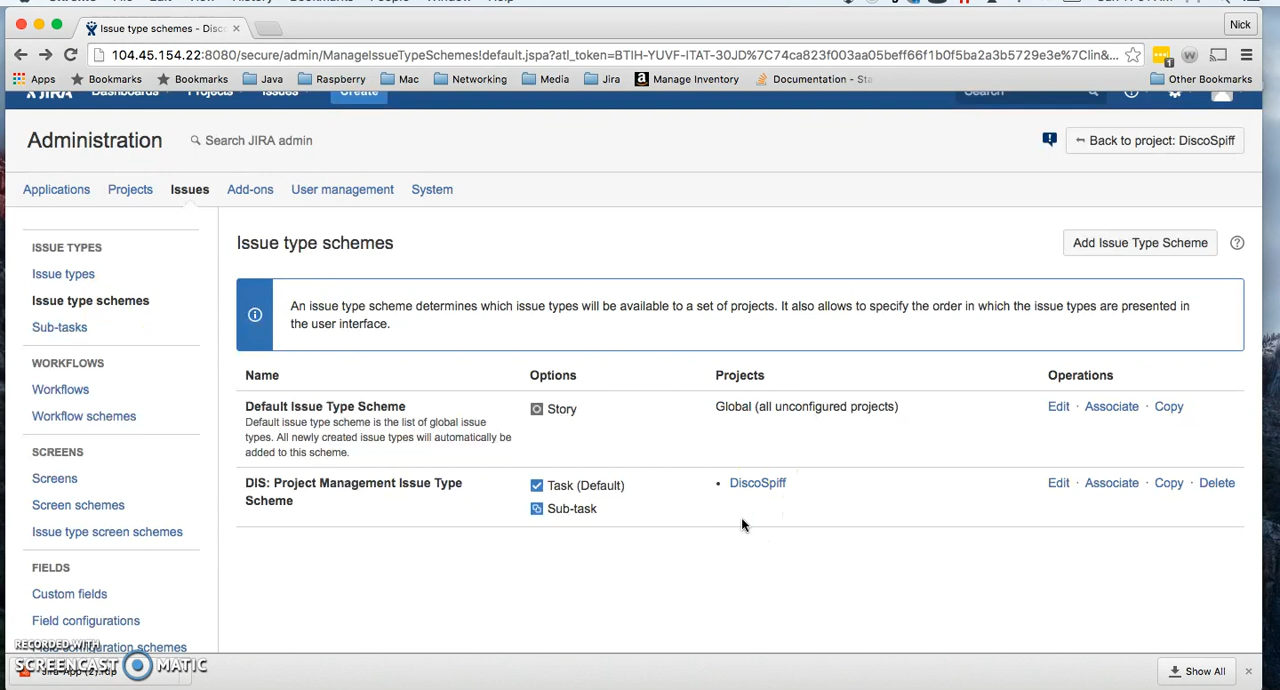 Issue type schemes - Disc
Nick
104.45.154.22:8080/secure/admin/ManageIssueTypeSchemes!default.jspa?atl_token=BTIH-YUVF-ITAT-30JD%7C74ca823f003aa05beff66f1b0f5ba2a3b5729e3e%7Clin&...
Apps
Bookmarks
Bookmarks
Java
Raspberry
Mac
Networking
Media
Jira
Manage Inventory
Documentation - Sta
Other Bookmarks
JIRA
Dashboards
Projects
Issues
Create
Search
Administration
Search JIRA admin
Back to project: DiscoSpiff
Applications
Projects
Issues
Add-ons
User management
System
ISSUE TYPES
Issue types
Issue type schemes
Sub-tasks
WORKFLOWS
Workflows
Workflow schemes
SCREENS
Screens
Screen schemes
Issue type screen schemes
FIELDS
Custom fields
Field configurations
Field configuration schemes
Issue type schemes
Add Issue Type Scheme
An issue type scheme determines which issue types will be available to a set of projects. It also allows to specify the order in which the issue types are presented in
the user interface.
Name Options Projects Operations
Default Issue Type Scheme
Default issue type scheme is the list of global issue
types. All newly created issue types will automatically be
added to this scheme.
Story
Global (all unconfigured projects)
Edit · Associate · Copy
DIS: Project Management Issue Type
Scheme
Task (Default)
Sub-task
• DiscoSpiff
Edit · Associate · Copy · Delete
RECORDED WITH
SCREENCAST MATIC
Show All